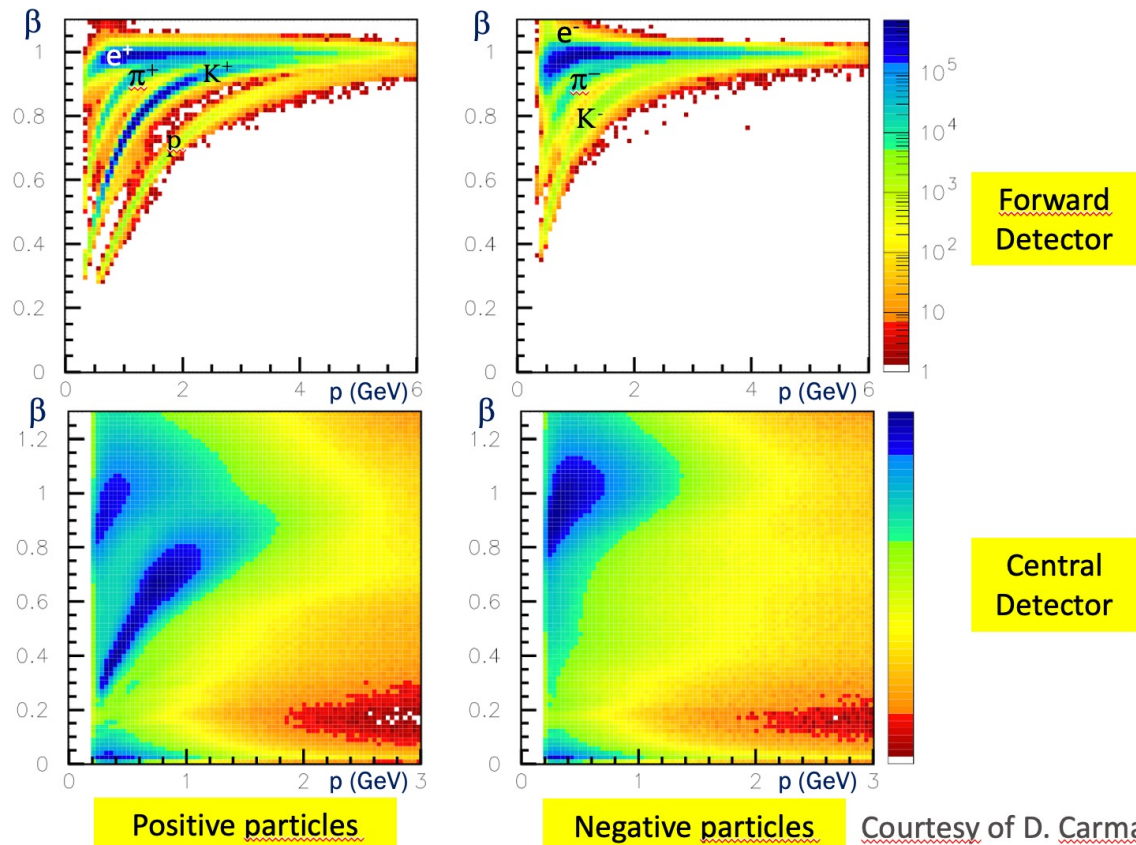 β
1
0.8
0.6
0.4
0.2
0
e⁺
π⁺
K⁺
p
0
2
4
6
p (GeV)
β
1
0.8
0.6
0.4
0.2
0
e⁻
π⁻
K⁻
0
2
4
6
p (GeV)
10⁵
10⁴
10³
10²
10
1
Forward
Detector
β
1.2
1
0.8
0.6
0.4
0.2
0
0
1
2
3
p (GeV)
β
1.2
1
0.8
0.6
0.4
0.2
0
0
1
2
3
p (GeV)
Central
Detector
Positive particles
Negative particles
Courtesy of D. Carma